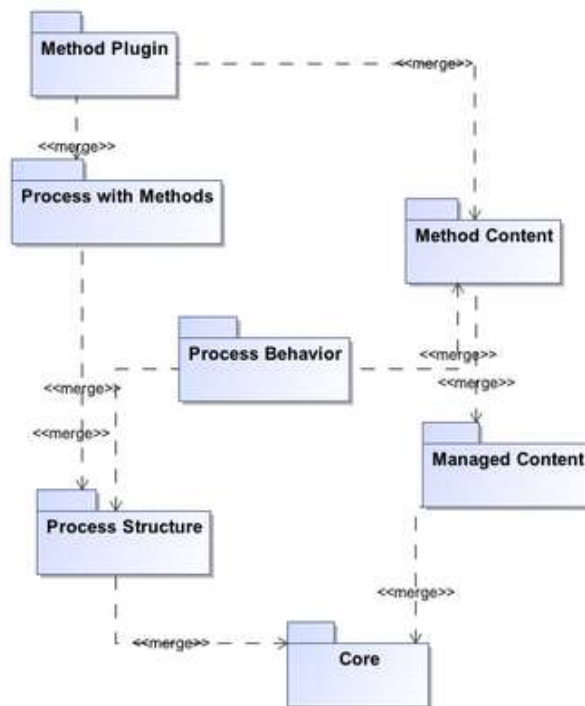 Method Plugin
<<merge>>
<<merge>>
Process with Methods
Method Content
Process Behavior
<<merge>>
<<merge>>
<<merge>>
<<merge>>
Managed Content
Process Structure
<<merge>>
<<merge>>
Core